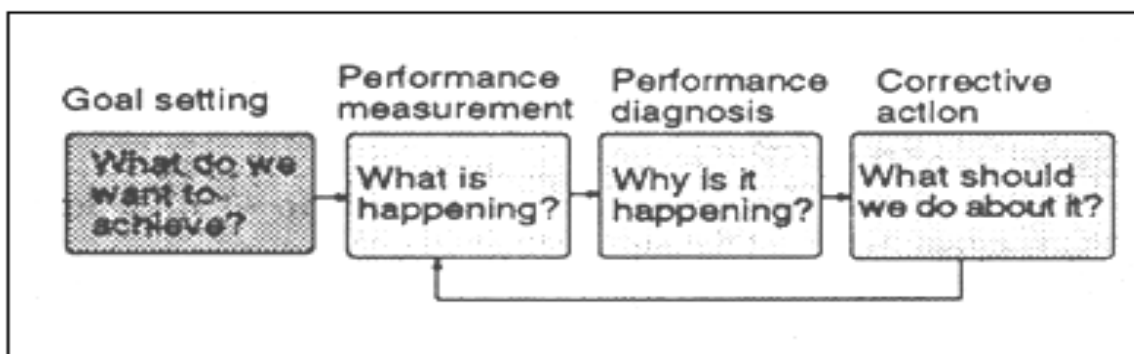 Goal setting
What do we
want to
achieve?
Performance
measurement
What is
happening?
Performance
diagnosis
Why is it
happening?
Corrective
action
What should
we do about it?